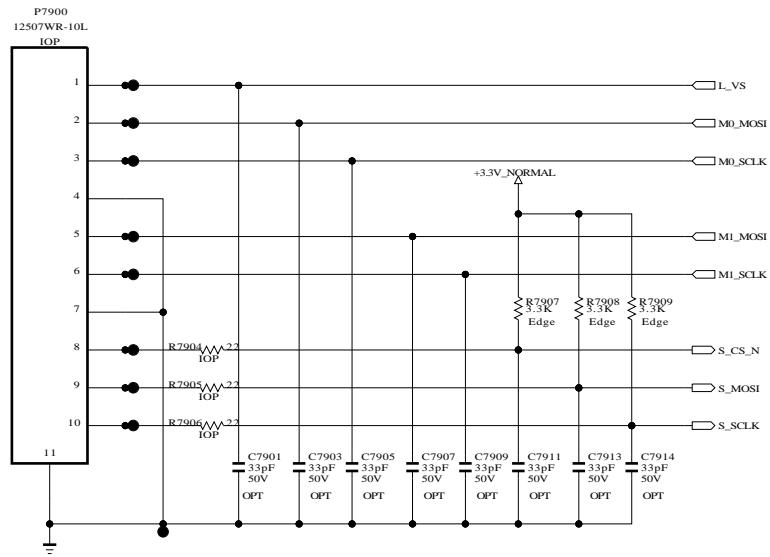 P7900
12507WR-10L
IOP
1
L_VS
2
M0_MOSI
3
M0_SCLK
+3.3V_NORMAL
4
5
M1_MOSI
6
M1_SCLK
R7907
3.3K
Edge
R7908
3.3K
Edge
R7909
3.3K
Edge
7
8
R7904
22
IOP
S_CS_N
9
R7905
22
IOP
S_MOSI
10
R7906
22
IOP
S_SCLK
11
C7901
33pF
50V
OPT
C7903
33pF
50V
OPT
C7905
33pF
50V
OPT
C7907
33pF
50V
OPT
C7909
33pF
50V
OPT
C7911
33pF
50V
OPT
C7913
33pF
50V
OPT
C7914
33pF
50V
OPT